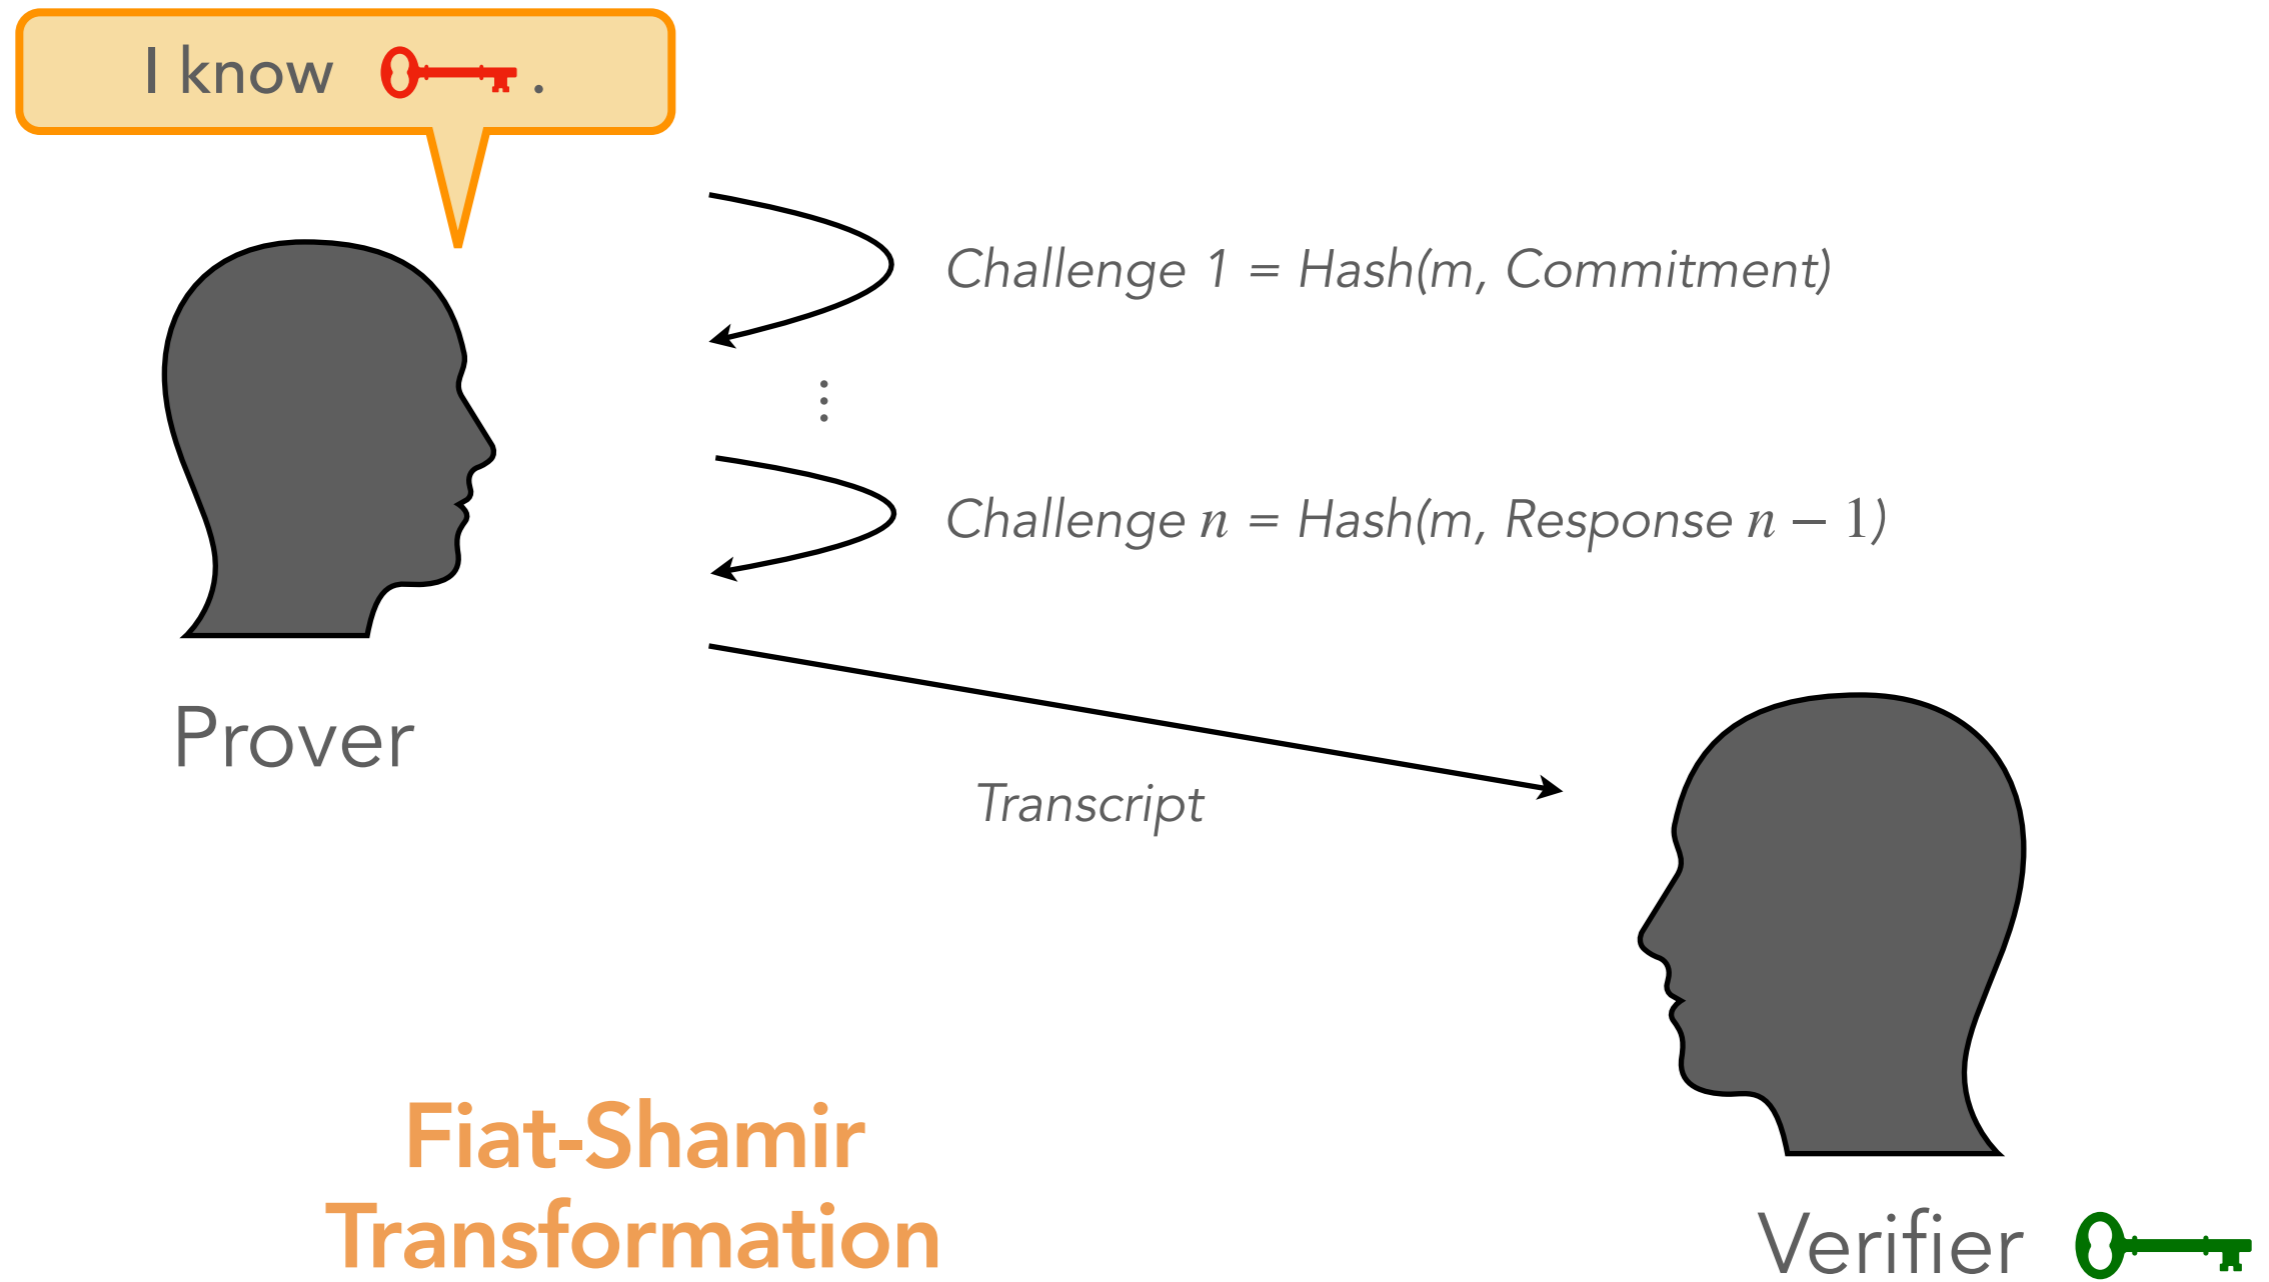 I know .
Challenge 1 = Hash(m, Commitment)
⋮
Challenge n = Hash(m, Response n − 1)
Prover
Transcript
Fiat-Shamir
Transformation
Verifier